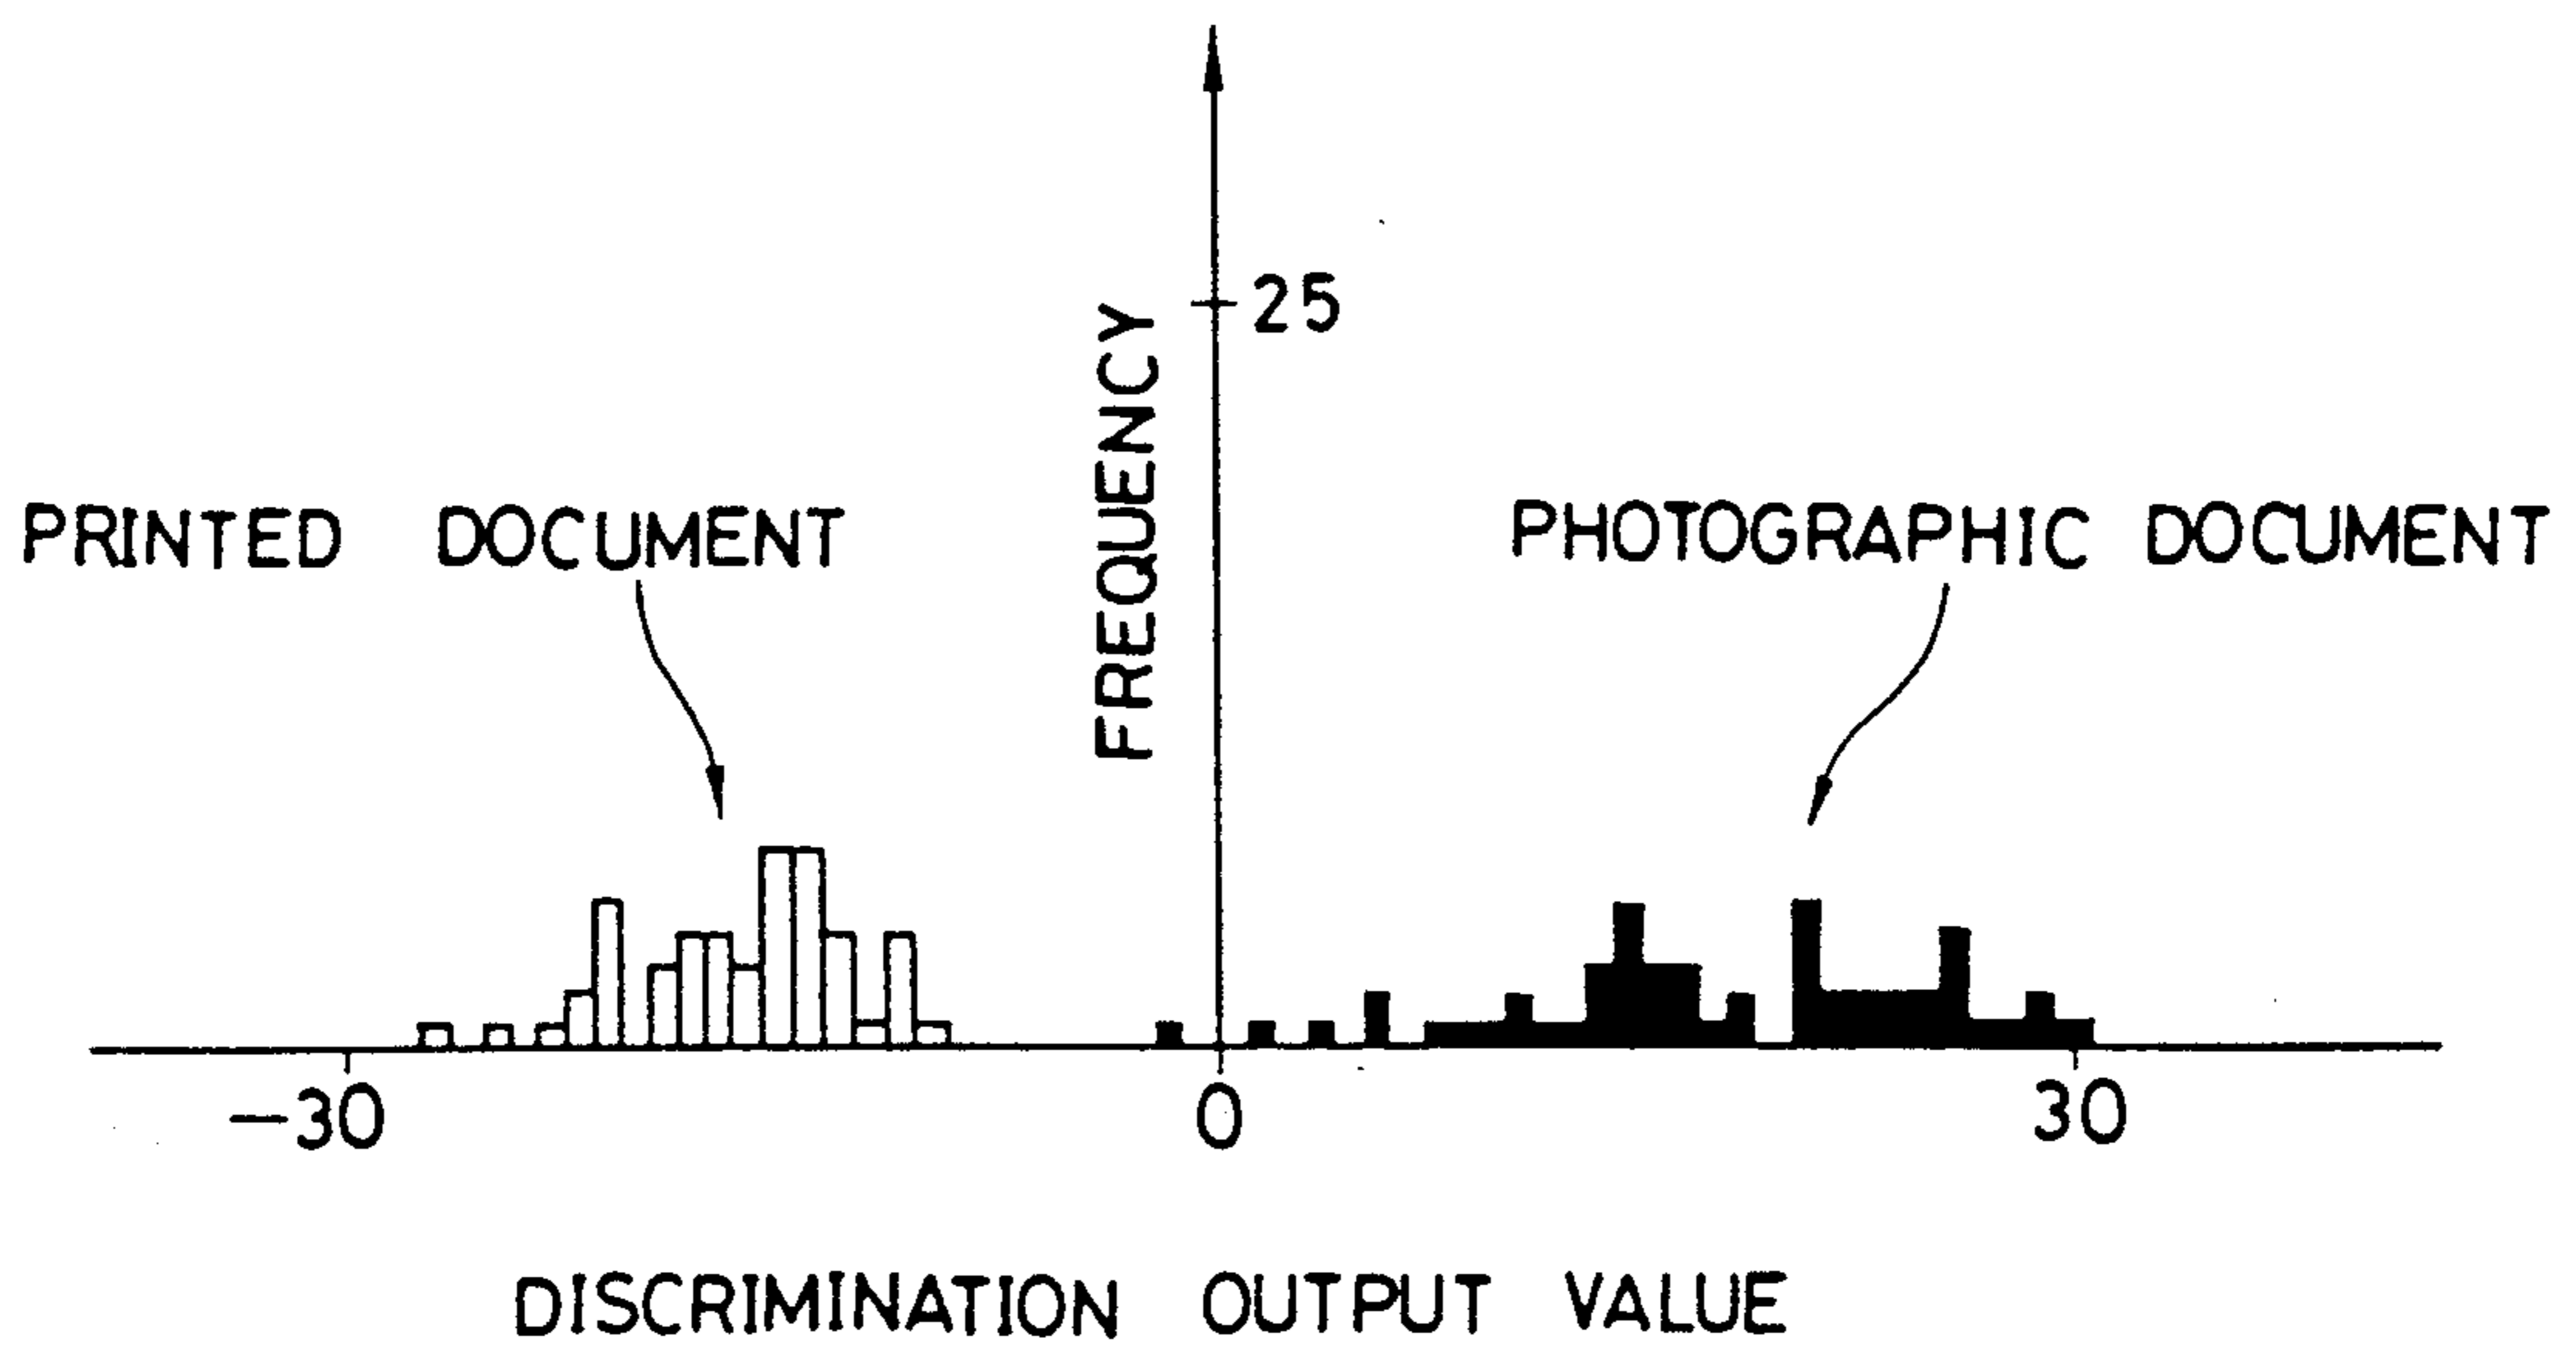 25
FREQUENCY
PRINTED DOCUMENT
PHOTOGRAPHIC DOCUMENT
-30
0
30
DISCRIMINATION OUTPUT VALUE